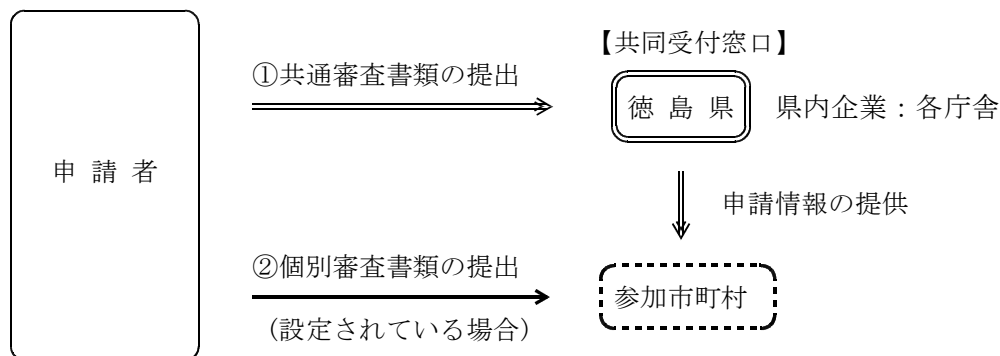 【共同受付窓口】
①共通審査書類の提出
徳 島 県
県内企業：各庁舎
申 請 者
申請情報の提供
②個別審査書類の提出
参加市町村
（設定されている場合）